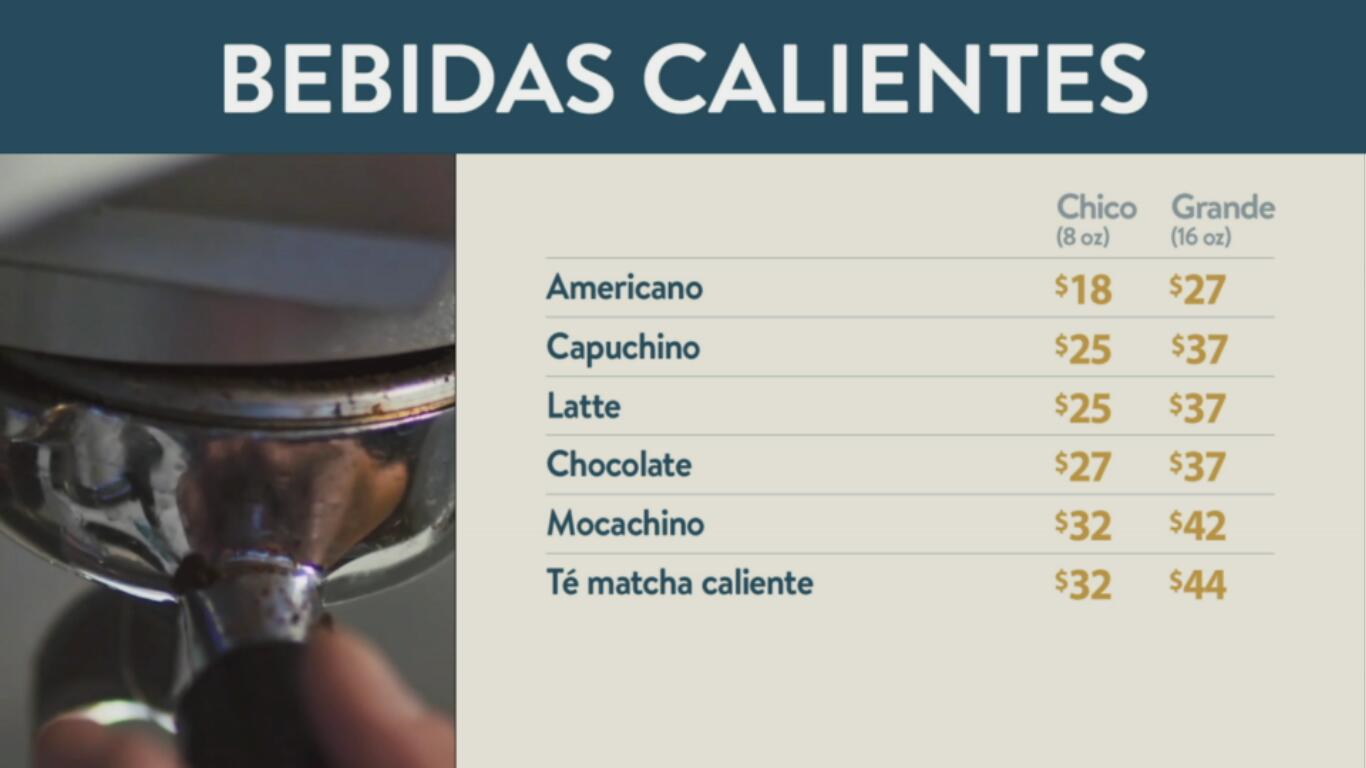 BEBIDAS CALIENTES
Chico Grande
(8 oz) (16 oz)
Americano $18 $27
Capuchino $25 $37
Latte $25 $37
Chocolate $27 $37
Mocachino $32 $42
Té matcha caliente $32 $44